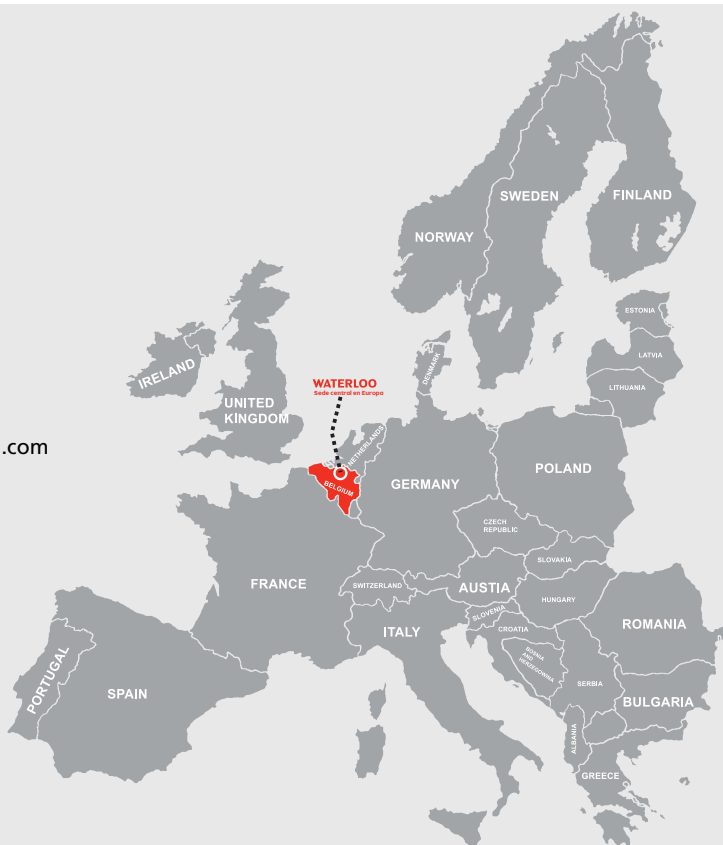 SWEDEN
FINLAND
NORWAY
ESTONIA
LATVIA
LITHUANIA
DENMARK
IRELAND
UNITED
KINGDOM
WATERLOO
Sede central en Europa
NETHERLANDS
.com
BELGIUM
GERMANY
POLAND
CZECH
REPUBLIC
SLOVAKIA
FRANCE
SWITZERLAND
AUSTIA
HUNGARY
SLOVENIA
CROATIA
ITALY
ROMANIA
BOSNIA
AND
HERZEGOWINA
SERBIA
PORTUGAL
SPAIN
BULGARIA
ALBANIA
GREECE